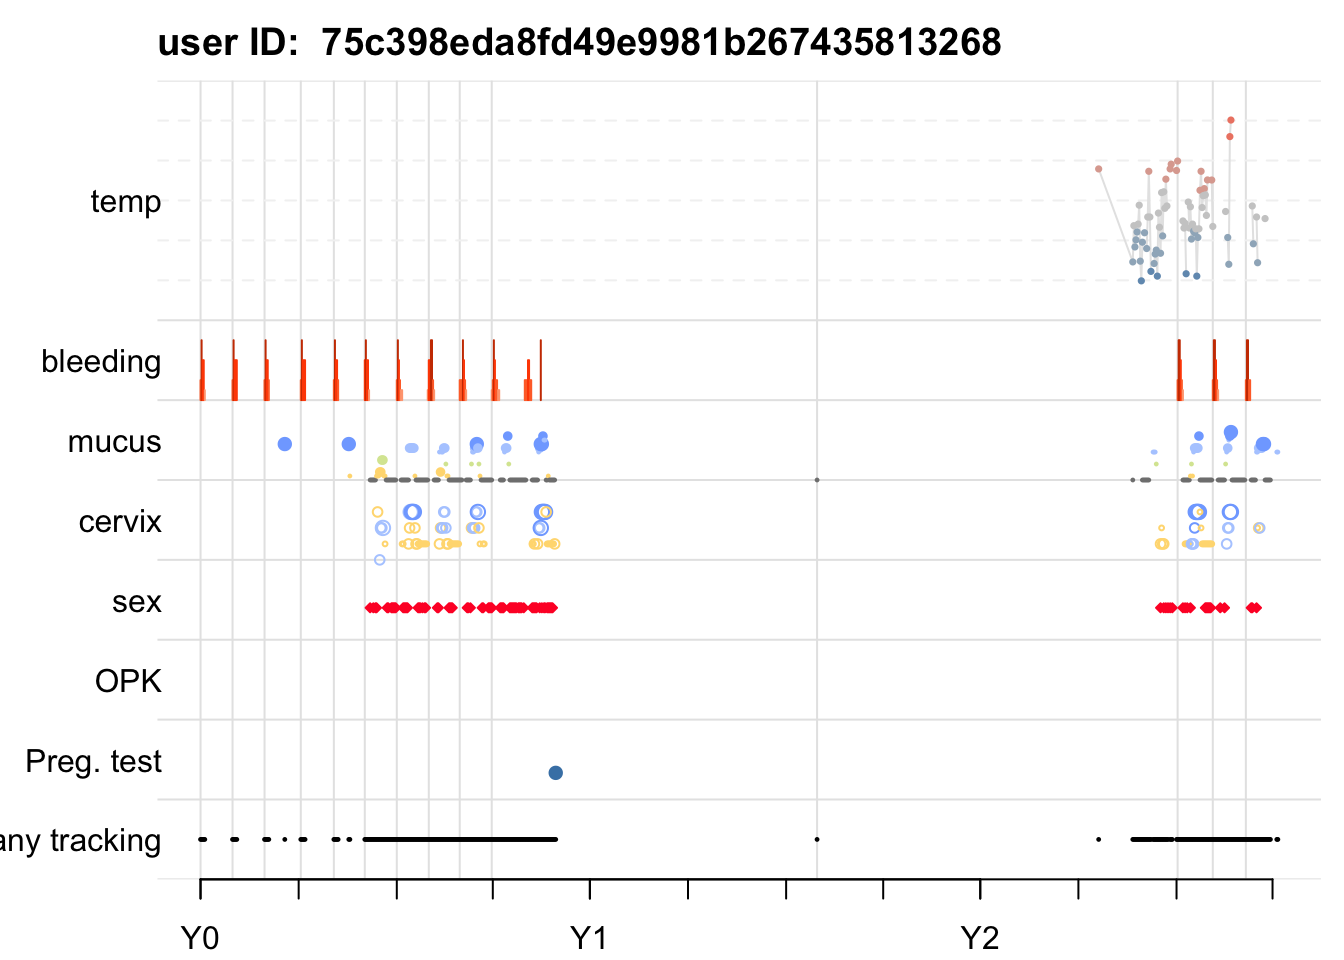 user ID:  75c398eda8fd49e9981b267435813268
temp
bleeding
mucus
cervix
sex
OPK
Preg. test
any tracking
Y0 Y1 Y2